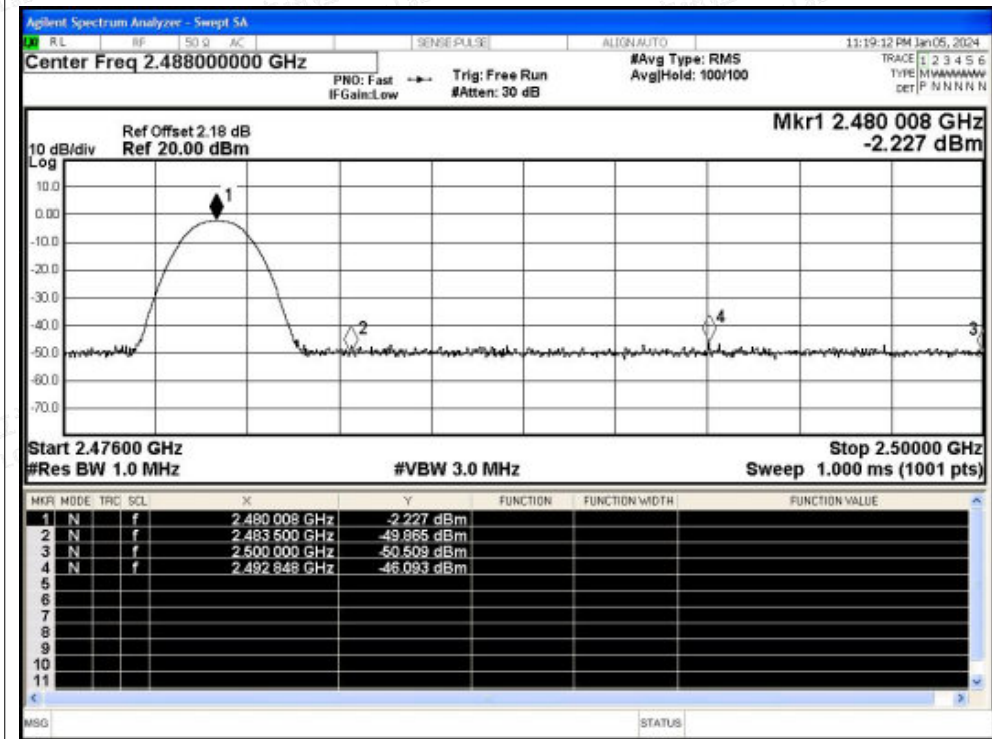 Agilent Spectrum Analyzer - Swept SA
RL RF 50 Ω AC SENSE:PULSE ALIGN AUTO 11:19:12 PM Jan 05, 2024
Center Freq 2.488000000 GHz #Avg Type: RMS TRACE 1 2 3 4 5 6
PNO: Fast Trig: Free Run Avg|Hold: 100/100 TYPE M WWWWW
IFGain:Low #Atten: 30 dB DET P N N N N N
Mkr1 2.480 008 GHz
-2.227 dBm
Ref Offset 2.18 dB
10 dB/div Ref 20.00 dBm
Log
10.0
0.00
-10.0
-20.0
-30.0
-40.0
-50.0
-60.0
-70.0
1
2
4
3
Start 2.47600 GHz Stop 2.50000 GHz
#Res BW 1.0 MHz #VBW 3.0 MHz Sweep 1.000 ms (1001 pts)
MKR MODE TRC SCL X Y FUNCTION FUNCTION WIDTH FUNCTION VALUE
1 N f 2.480 008 GHz -2.227 dBm
2 N f 2.483 500 GHz -49.865 dBm
3 N f 2.500 000 GHz -50.509 dBm
4 N f 2.492 848 GHz -46.093 dBm
5
6
7
8
9
10
11
MSG STATUS